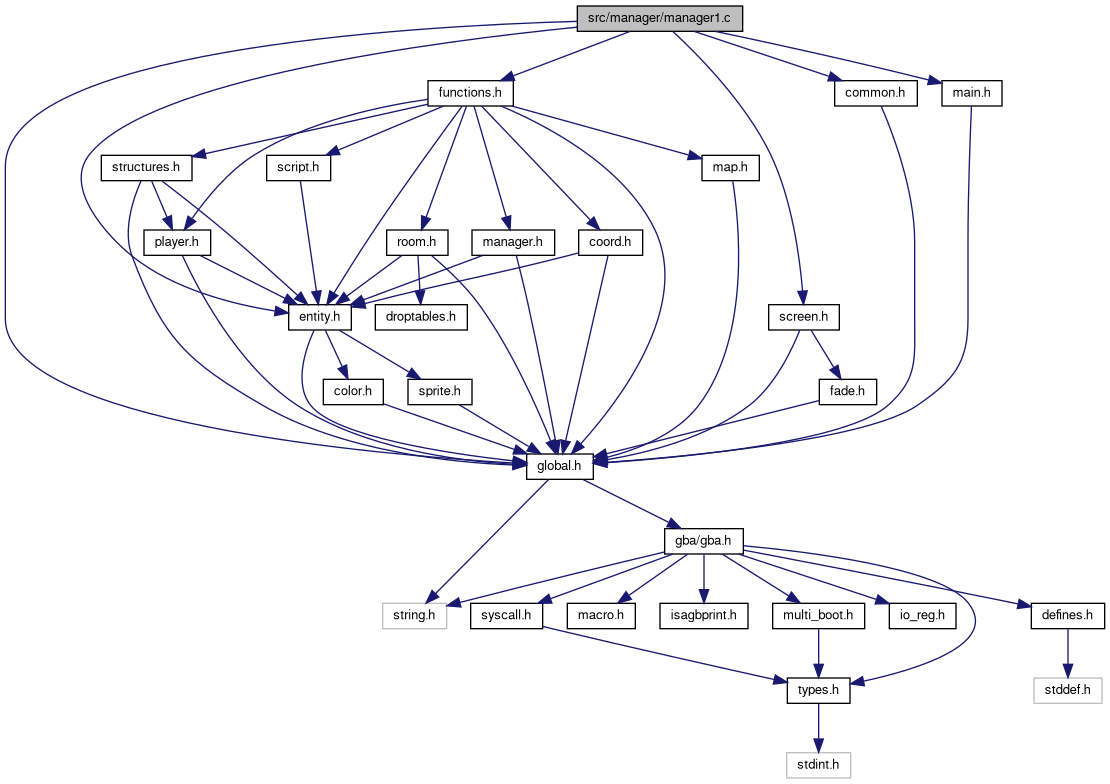 src/manager/manager1.c
functions.h
common.h
main.h
structures.h
script.h
map.h
player.h
room.h
manager.h
coord.h
entity.h
droptables.h
screen.h
color.h
sprite.h
fade.h
global.h
gba/gba.h
string.h
syscall.h
macro.h
isagbprint.h
multi_boot.h
io_reg.h
defines.h
types.h
stddef.h
stdint.h